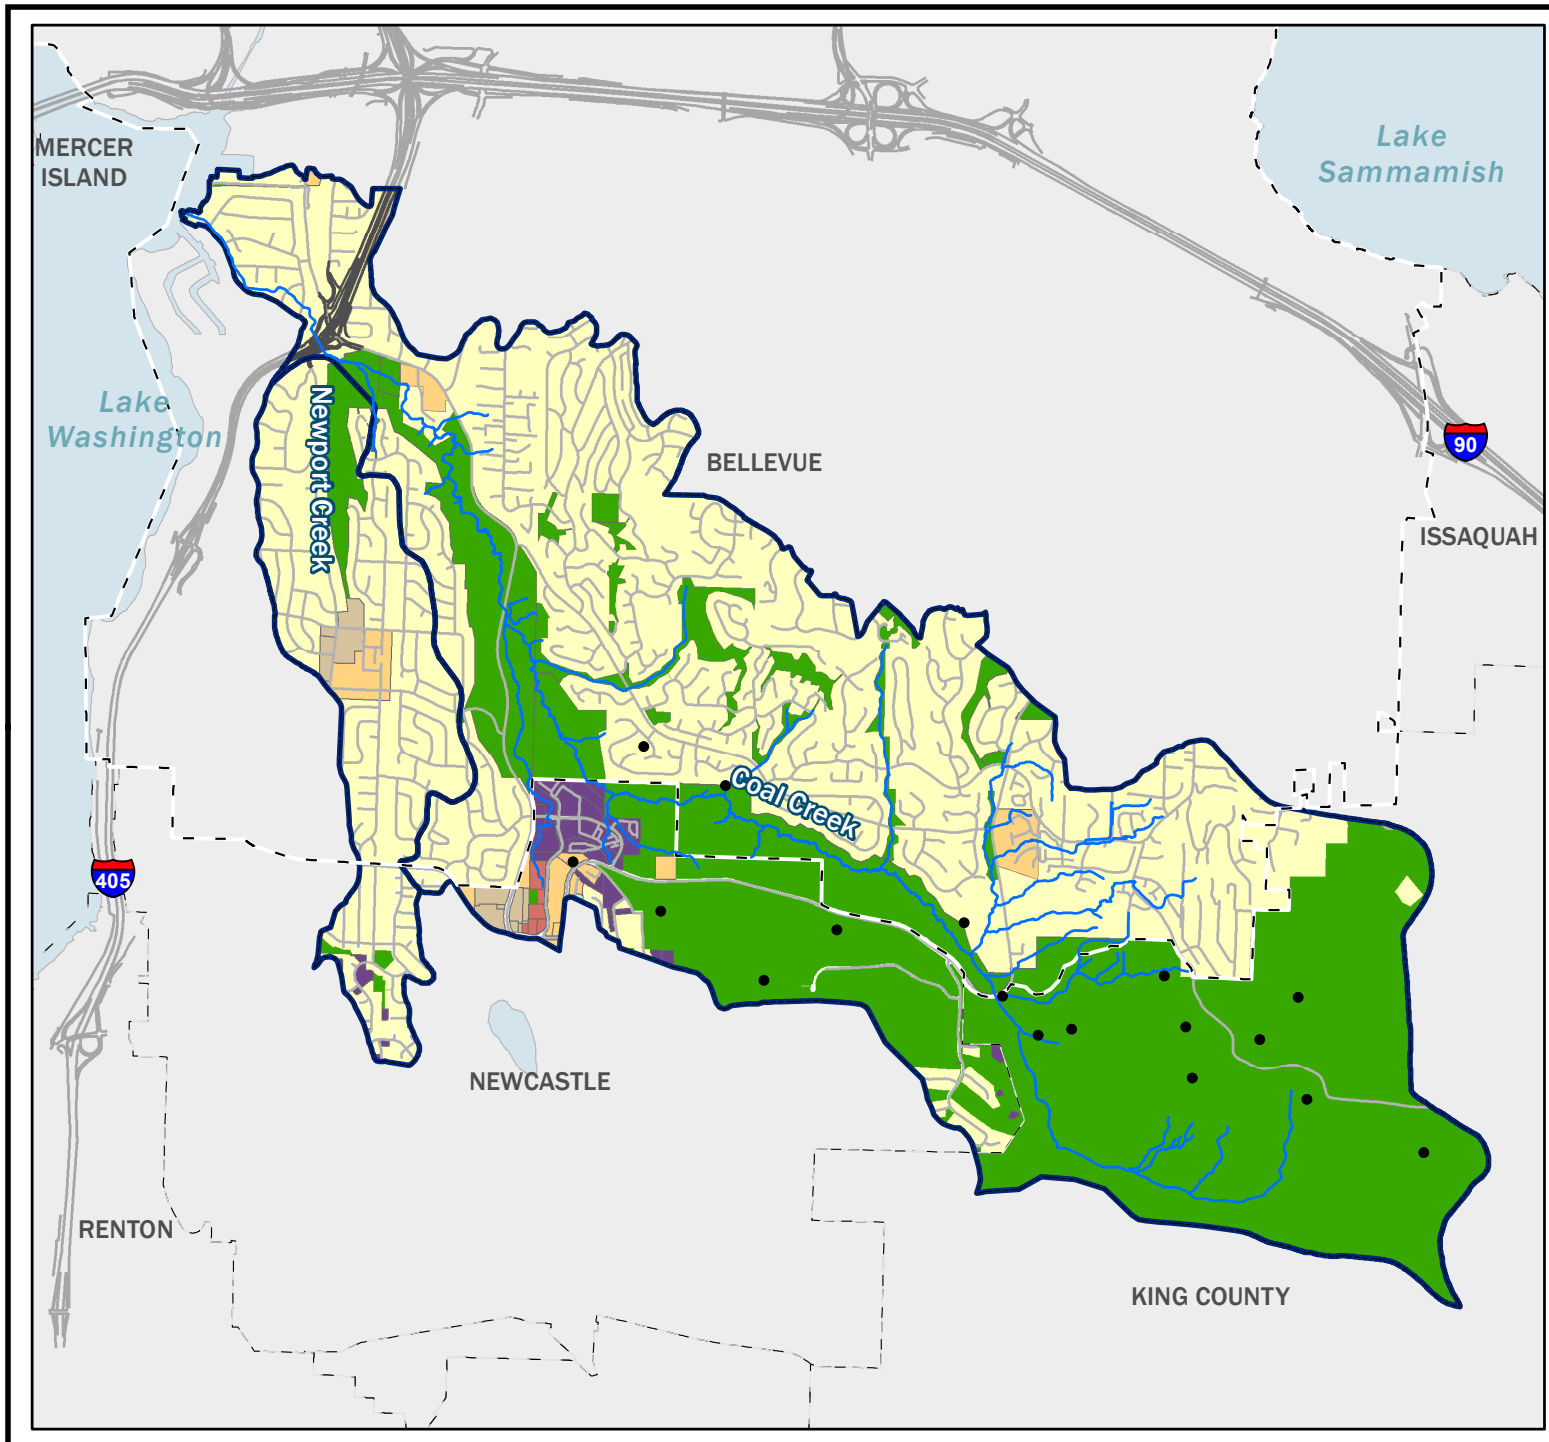 MERCER
ISLAND
Lake
Sammamish
Lake
Washington
Newport Creek
BELLEVUE
90
ISSAQUAH
Coal Creek
405
NEWCASTLE
RENTON
KING COUNTY